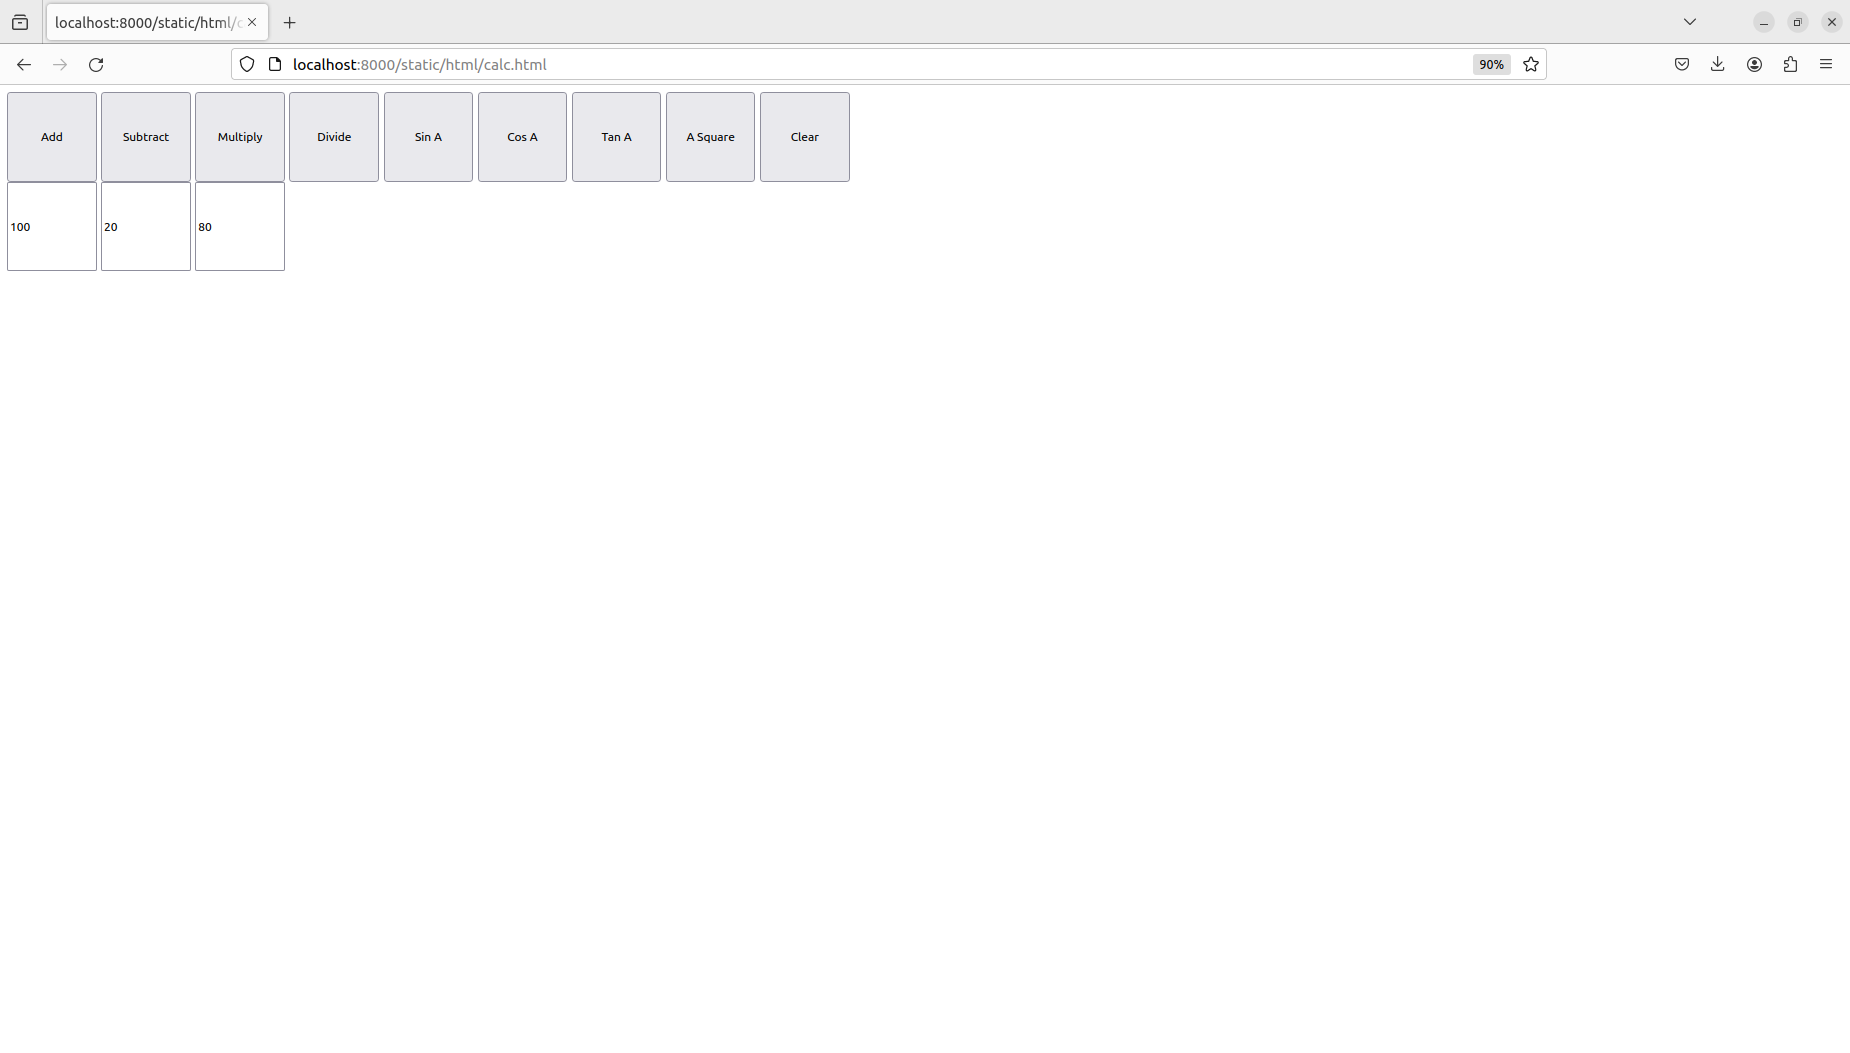 localhost:8000/static/html/c
localhost:8000/static/html/calc.html 90%
Add Subtract Multiply Divide Sin A Cos A Tan A A Square Clear
100 20 80